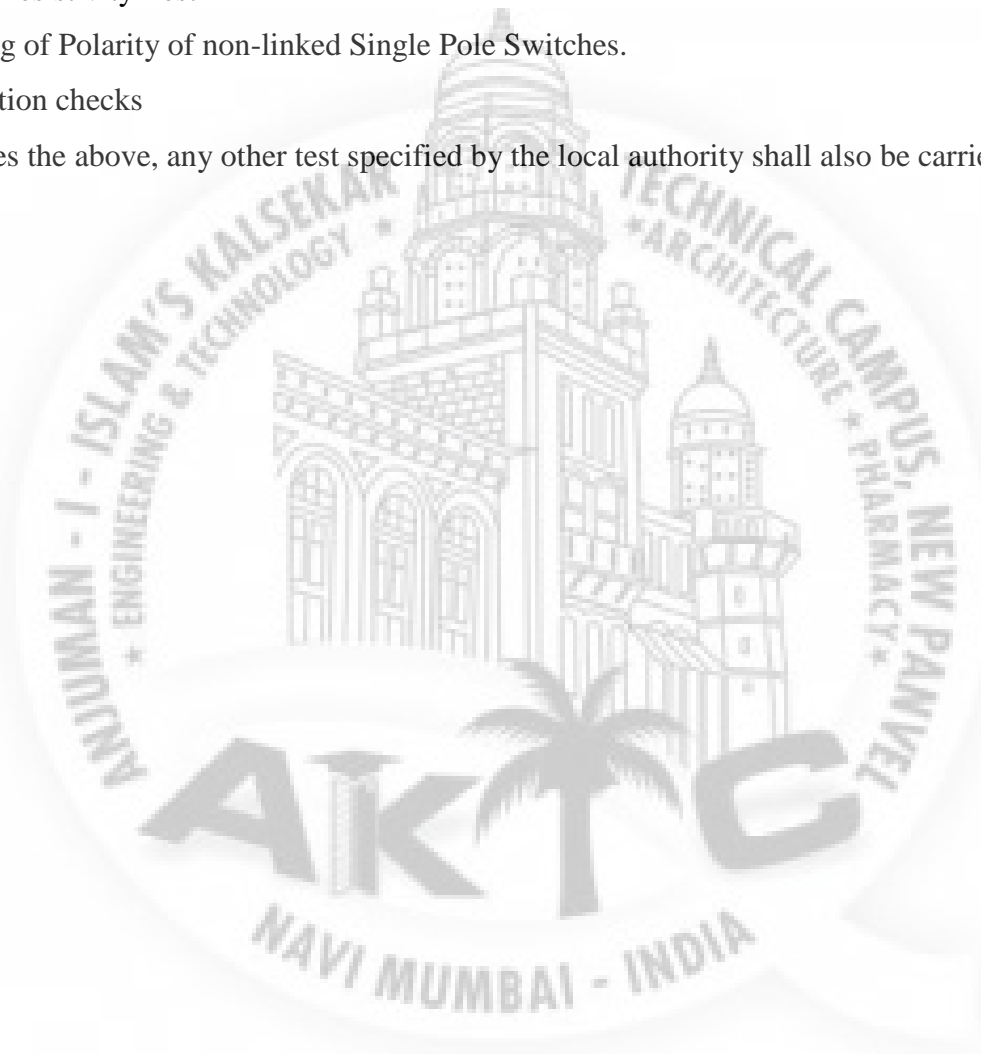 g of Polarity of non-linked Single Pole Switches.
tion checks
es the above, any other test specified by the local authority shall also be carrie
ANJUMAN - I - ISLAM'S KALSEKAR TECHNICAL CAMPUS, NEW PANVEL
* ENGINEERING & TECHNOLOGY * *ARCHITECTURE * PHARMACY*
AKTC
NAVI MUMBAI - INDIA